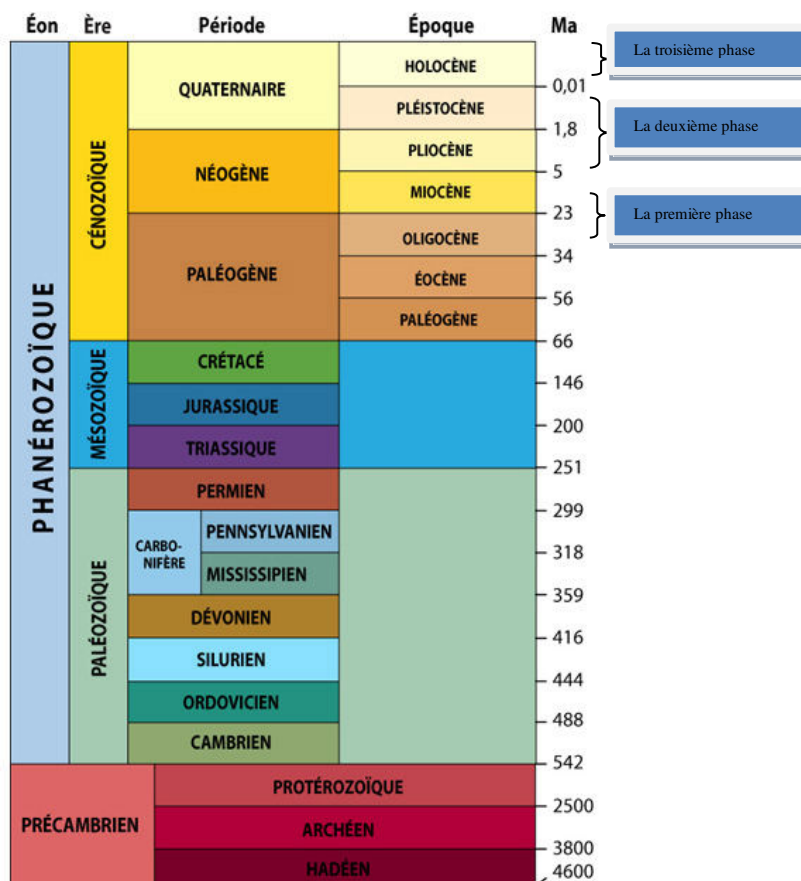 Éon Ère Période Époque Ma
HOLOCÈNE
La troisième phase
QUATERNAIRE
0,01
PLÉISTOCÈNE
La deuxième phase
1,8
PLIOCÈNE
5
NÉOGÈNE
MIOCÈNE
23
La première phase
OLIGOCÈNE
34
PALÉOGÈNE
ÉOCÈNE
56
PALÉOGÈNE
66
CÉNOZOÏQUE
PHANÉROZOÏQUE
CRÉTACÉ
146
MÉSOZOÏQUE
JURASSIQUE
200
TRIASSIQUE
251
PERMIEN
299
CARBO-
NIFÈRE
PENNSYLVANIEN
318
MISSISSIPIEN
359
PALÉOZOÏQUE
DÉVONIEN
416
SILURIEN
444
ORDOVICIEN
488
CAMBRIEN
542
PRÉCAMBRIEN
PROTÉROZOÏQUE
2500
ARCHÉEN
3800
HADÉEN
4600